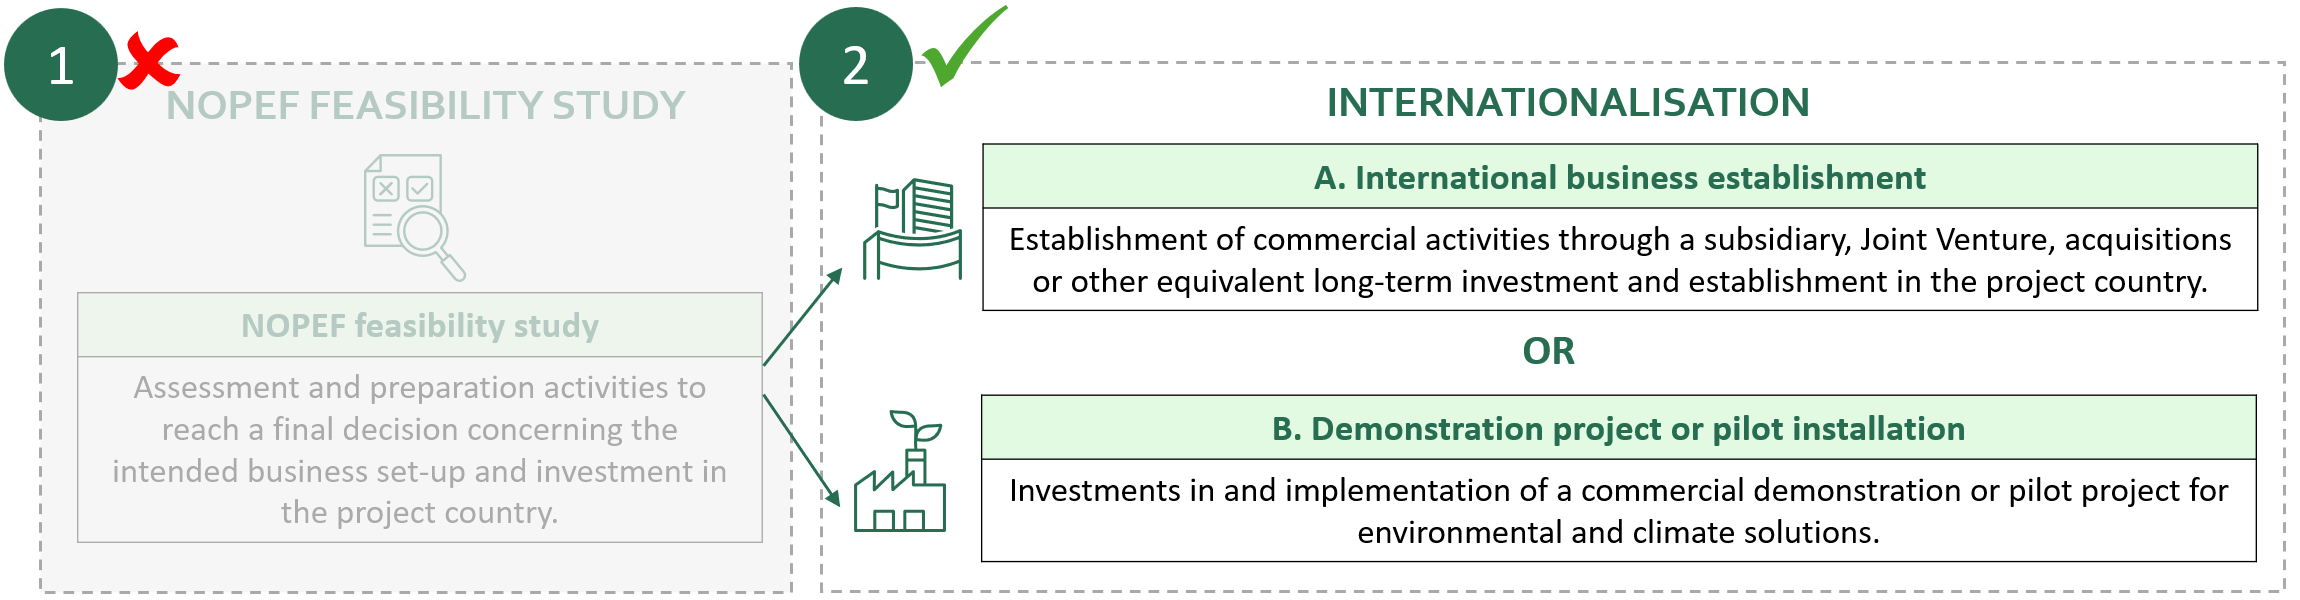 1
NOPEF FEASIBILITY STUDY
NOPEF feasibility study
Assessment and preparation activities to
reach a final decision concerning the
intended business set-up and investment in
the project country.
2
INTERNATIONALISATION
A. International business establishment
Establishment of commercial activities through a subsidiary, Joint Venture, acquisitions
or other equivalent long-term investment and establishment in the project country.
OR
B. Demonstration project or pilot installation
Investments in and implementation of a commercial demonstration or pilot project for
environmental and climate solutions.